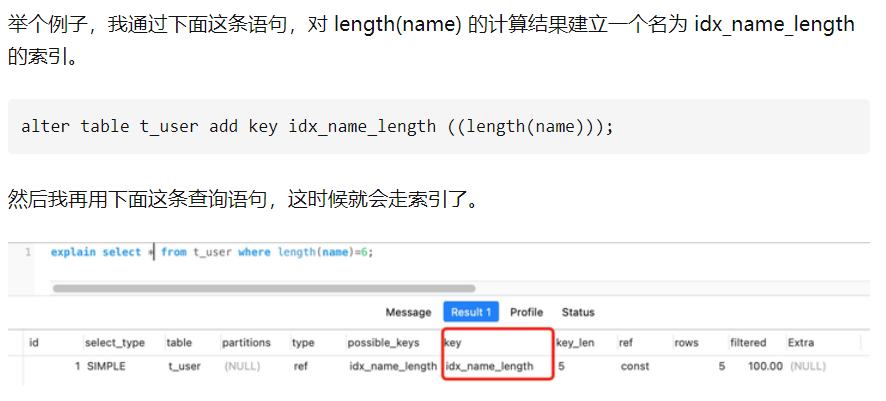 举个例子，我通过下面这条语句，对 length(name) 的计算结果建立一个名为 idx_name_length
的索引。
alter table t_user add key idx_name_length ((length(name)));
然后我再用下面这条查询语句，这时候就会走索引了。
1 explain select * from t_user where length(name)=6;
Message Result 1 Profile Status
id select_type table partitions type possible_keys key key_len ref rows filtered Extra
1 SIMPLE t_user (NULL) ref idx_name_length idx_name_length 5 const 5 100.00 (NULL)